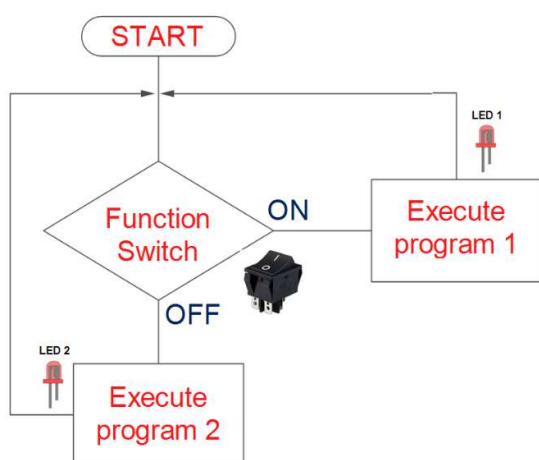 START
LED 1
Function
Switch
ON
Execute
program 1
OFF
LED 2
Execute
program 2